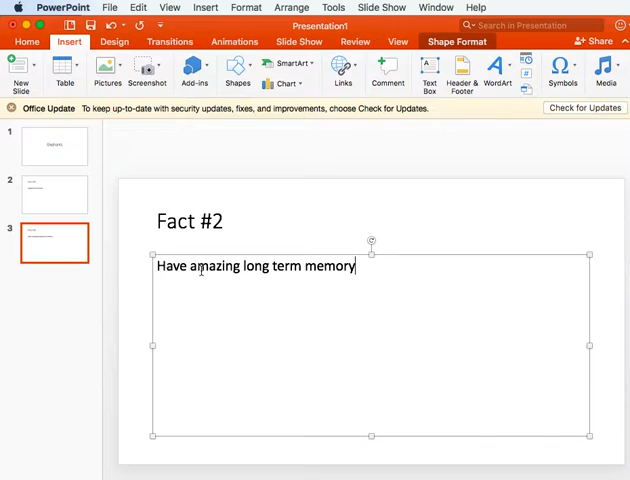 PowerPoint File Edit View Insert Format Arrange Tools Slide Show Window Help
Presentation1
Search in Presentation
Home Insert Design Transitions Animations Slide Show Review View Shape Format Share
New Slide
Table
Pictures
Screenshot
Add-ins
Shapes
SmartArt
Chart
Links
Comment
Text Box
Header & Footer
WordArt
Symbols
Media
Office Update To keep up-to-date with security updates, fixes, and improvements, choose Check for Updates. Check for Updates
1
2
3
Fact #2
Have amazing long term memory